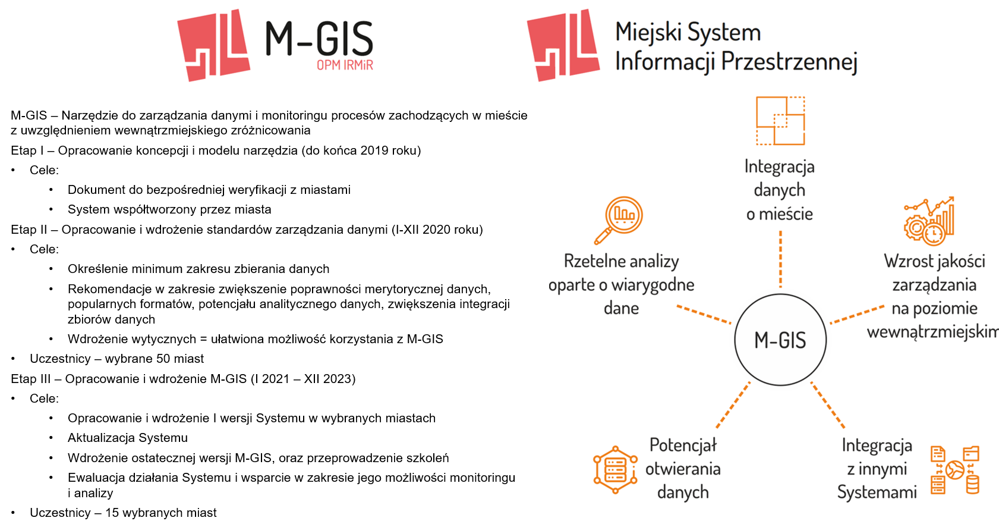 M-GIS
OPM IRMiR
Miejski System
Informacji Przestrzennej
M-GIS – Narzędzie do zarządzania danymi i monitoringu procesów zachodzących w mieście
z uwzględnieniem wewnątrzmiejskiego zróżnicowania
Etap I – Opracowanie koncepcji i modelu narzędzia (do końca 2019 roku)
• Cele:
• Dokument do bezpośredniej weryfikacji z miastami
• System współtworzony przez miasta
Etap II – Opracowanie i wdrożenie standardów zarządzania danymi (I-XII 2020 roku)
• Cele:
• Określenie minimum zakresu zbierania danych
• Rekomendacje w zakresie zwiększenie poprawności merytorycznej danych,
popularnych formatów, potencjału analitycznego danych, zwiększenia integracji
zbiorów danych
• Wdrożenie wytycznych = ułatwiona możliwość korzystania z M-GIS
• Uczestnicy – wybrane 50 miast
Etap III – Opracowanie i wdrożenie M-GIS (I 2021 – XII 2023)
• Cele:
• Opracowanie i wdrożenie I wersji Systemu w wybranych miastach
• Aktualizacja Systemu
• Wdrożenie ostatecznej wersji M-GIS, oraz przeprowadzenie szkoleń
• Ewaluacja działania Systemu i wsparcie w zakresie jego możliwości monitoringu
i analizy
• Uczestnicy – 15 wybranych miast
Integracja
danych
o mieście
Rzetelne analizy
oparte o wiarygodne
dane
Wzrost jakości
zarządzania
na poziomie
wewnątrzmiejskim
M-GIS
Potencjał
otwierania
danych
Integracja
z innymi
Systemami